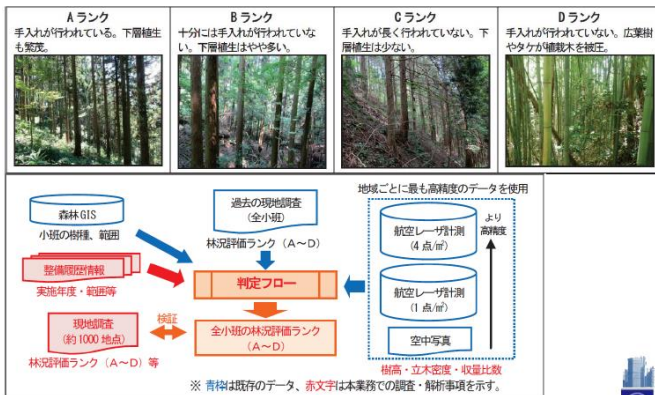 Aランク
手入れが行われている。下層植生
も繁茂。
Bランク
十分には手入れが行われていな
い。下層植生はやや多い。
Cランク
手入れが長く行われていない。下
層植生は少ない。
Dランク
手入れが行われていない。広葉樹
やタケが植栽木を被圧。
森林GIS
小班の樹種、範囲
過去の現地調査
(全小班)
林況評価ランク(A~D)
地域ごとに最も高精度のデータを使用
航空レーザ計測
(4点/㎡)
より
高精度
整備履歴情報
実施年度・範囲等
判定フロー
航空レーザ計測
(1点/㎡)
現地調査
(約1000地点)
検証
全小班の林況評価ランク
(A~D)
空中写真
林況評価ランク(A~D)等
樹高・立木密度・収量比数
※ 青枠は既存のデータ、赤文字は本業務での調査・解析事項を示す。